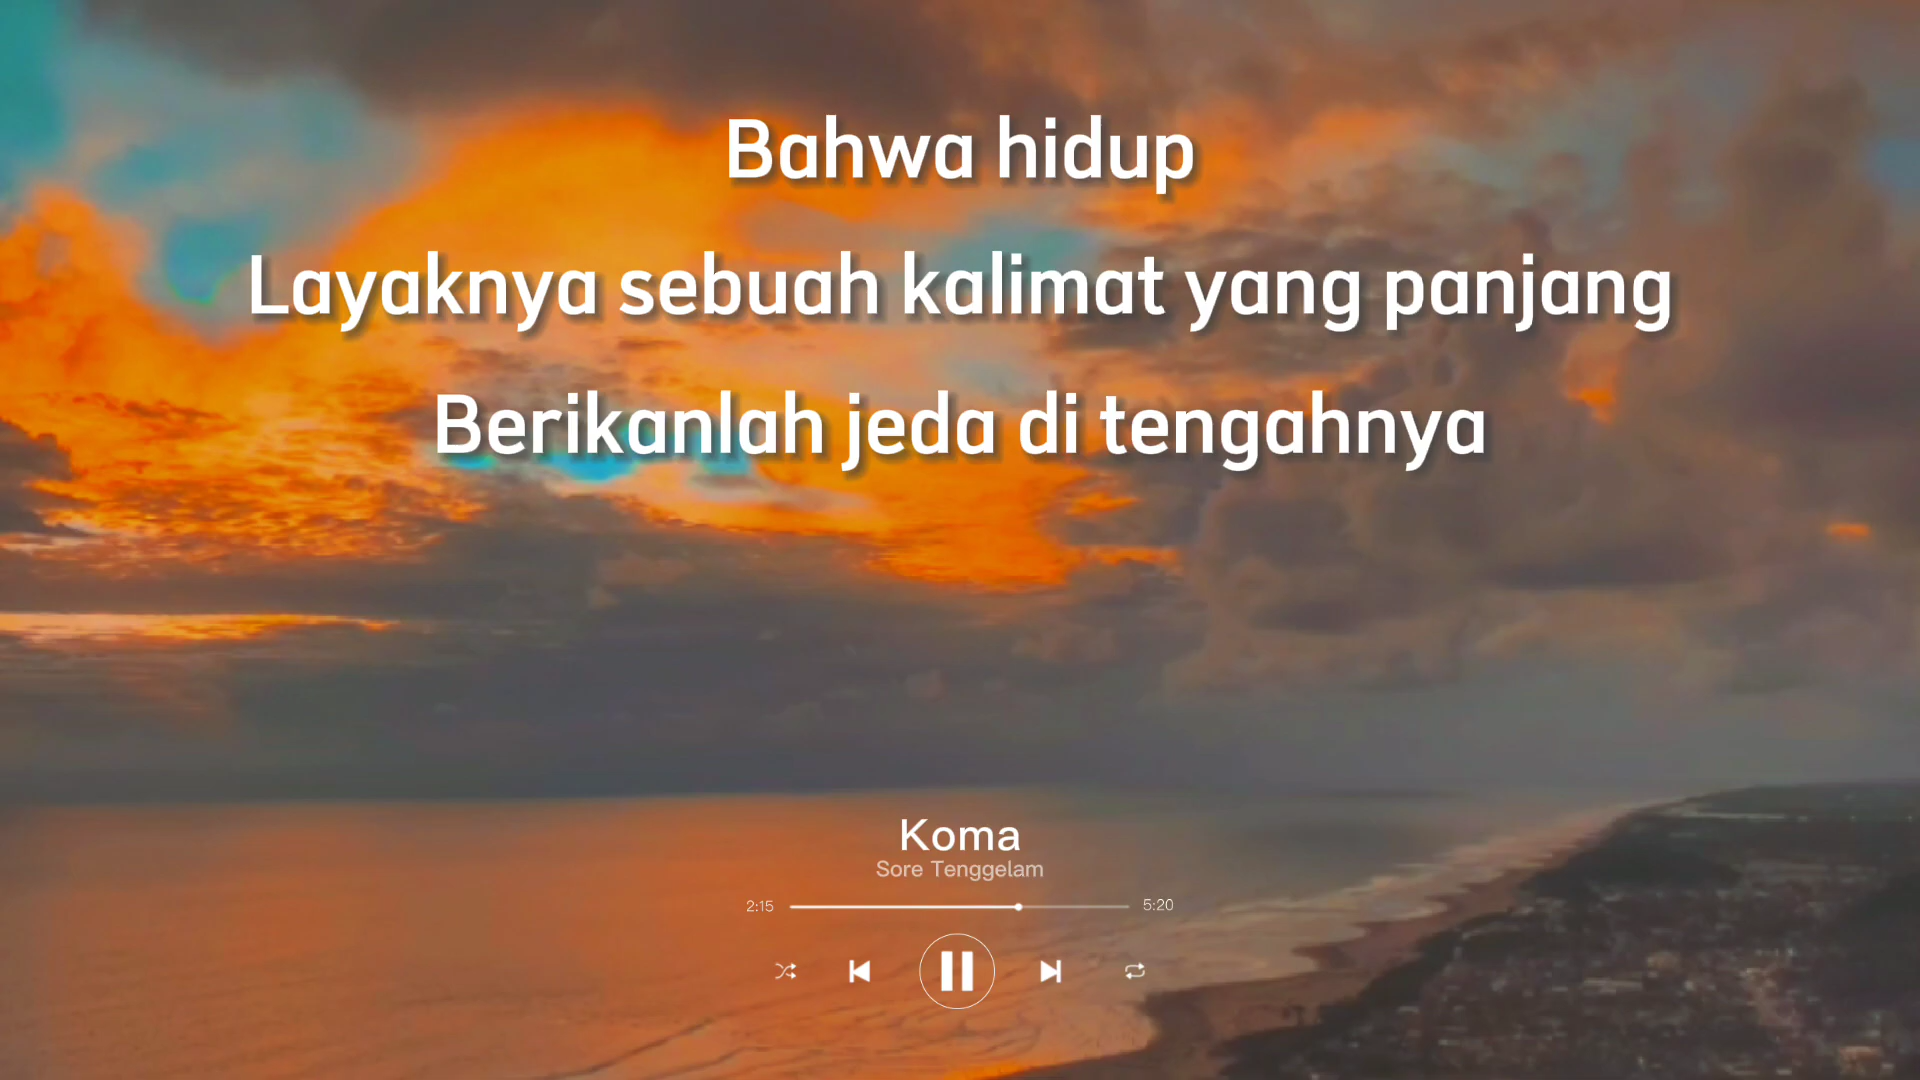 Bahwa hidup
Layaknya sebuah kalimat yang panjang
Berikanlah jeda di tengahnya
Koma
Sore Tenggelam
2:15
5:20